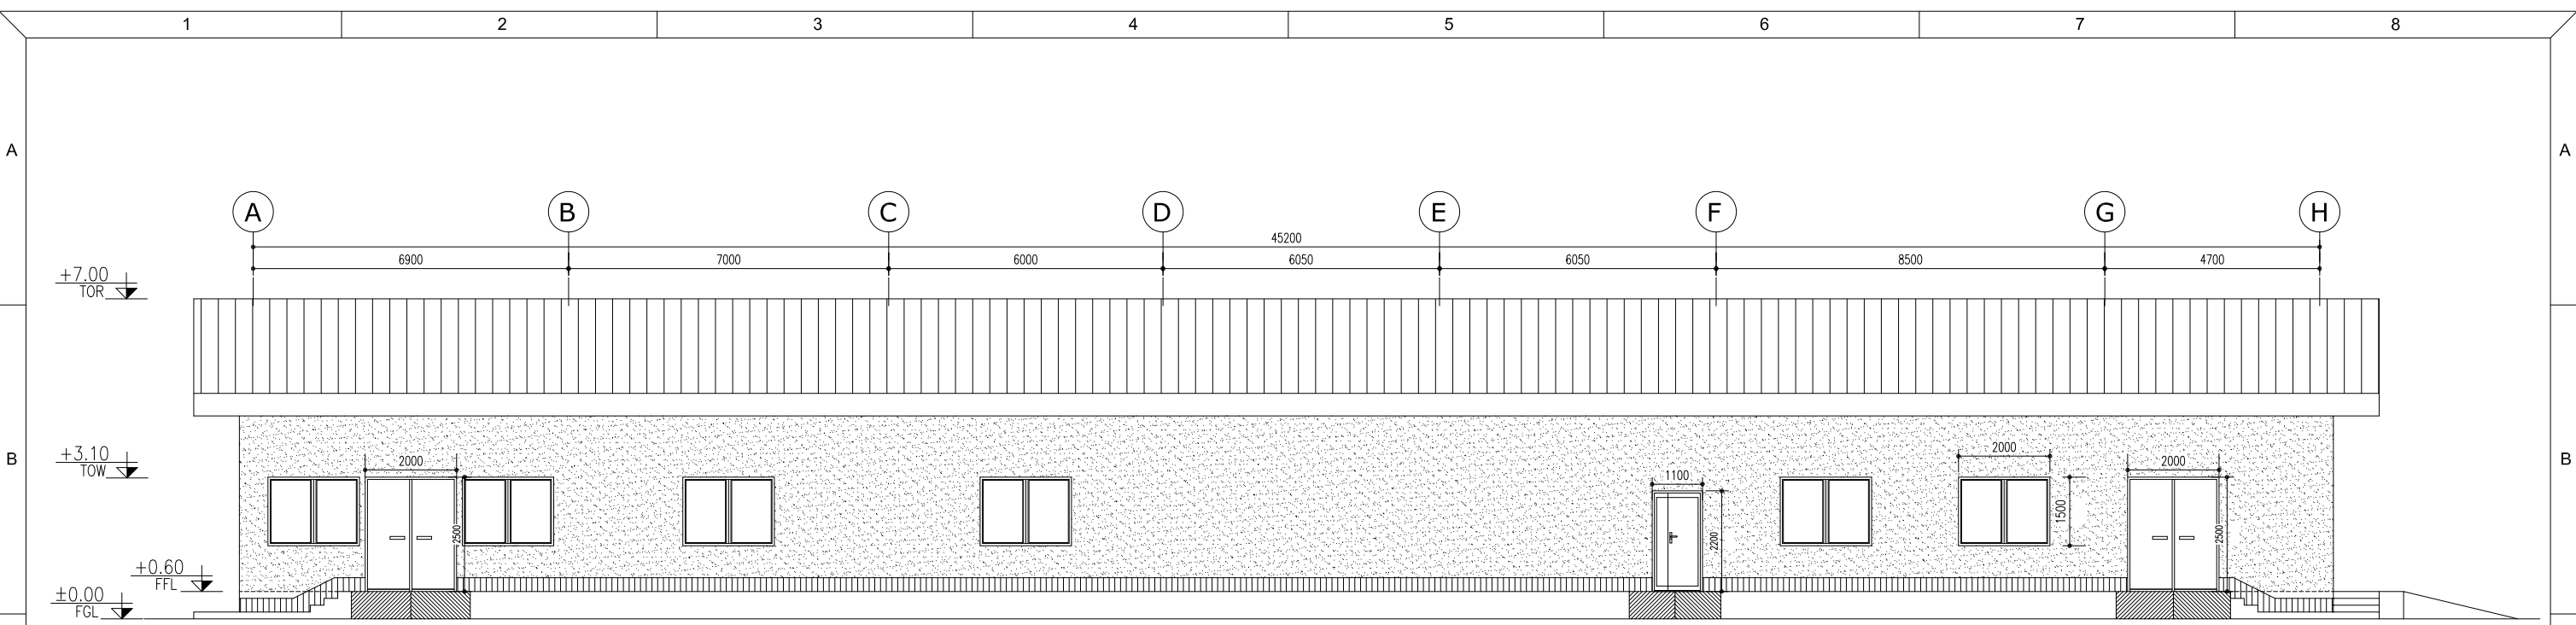 1 2 3 4 5 6 7 8
A A
A B C D E F G H
45200
6900 7000 6000 6050 6050 8500 4700
+7.00
TOR
B B
+3.10
TOW
2000 1100 2000 2000
2500 2200 1500 2500
+0.60
FFL
±0.00
FGL